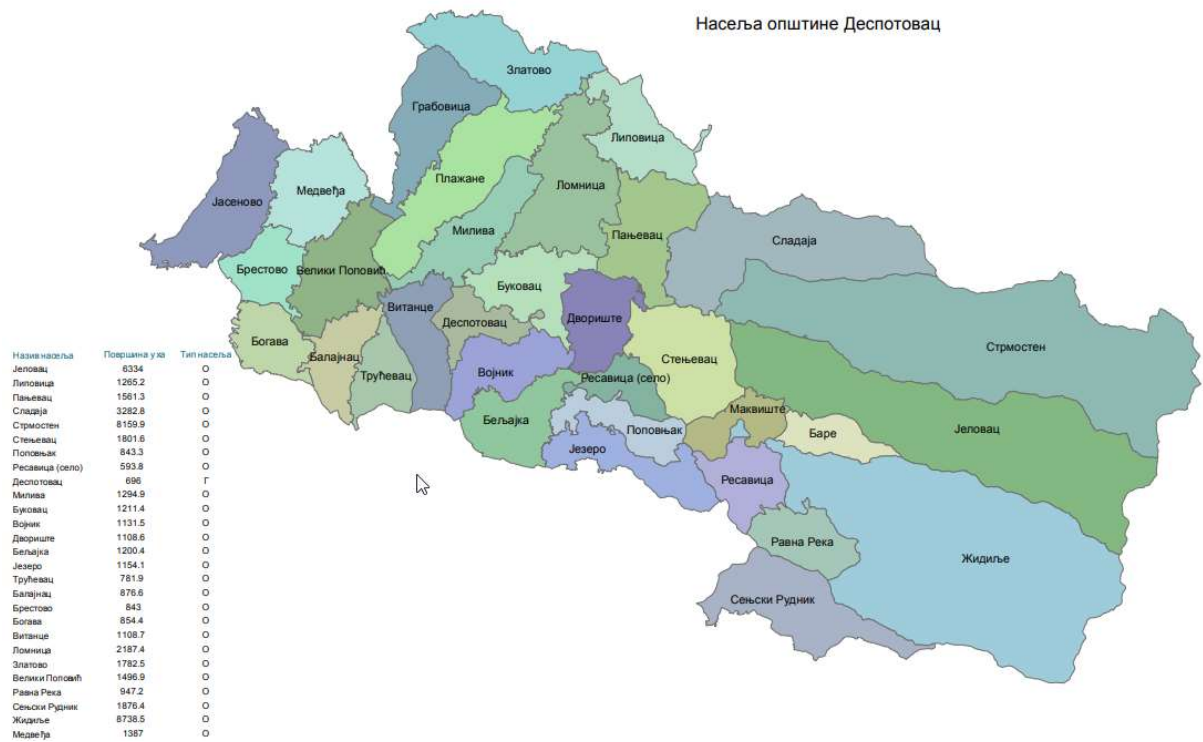 Насеља општине Деспотовац
Златово
Грабовица
Липовица
Плажане
Ломница
Медвеђа
Јасеново
Милива
Пањевац
Сладаја
Брестово
Велики Поповић
Буковац
Витанце
Деспотовац
Двориште
Стрмостен
Богава
Балајнац
Стењевац
Трућевац
Војник
Ресавица (село)
Маквиште
Бељајка
Поповњак
Баре
Јеловац
Језеро
Ресавица
Равна Река
Жидиље
Сењски Рудник
Назив насеља Површина у ха Тип насеља
Јеловац 6334 О
Липовица 1265.2 О
Пањевац 1561.3 О
Сладаја 3282.8 О
Стрмостен 8159.9 О
Стењевац 1801.6 О
Поповњак 843.3 О
Ресавица (село) 593.8 О
Деспотовац 696 Г
Милива 1294.9 О
Буковац 1211.4 О
Војник 1131.5 О
Двориште 1108.6 О
Бељајка 1200.4 О
Језеро 1154.1 О
Трућевац 781.9 О
Балајнац 876.6 О
Брестово 843 О
Богава 854.4 О
Витанце 1108.7 О
Ломница 2187.4 О
Златово 1782.5 О
Велики Поповић 1496.9 О
Равна Река 947.2 О
Сењски Рудник 1876.4 О
Жидиље 8738.5 О
Медвеђа 1387 О